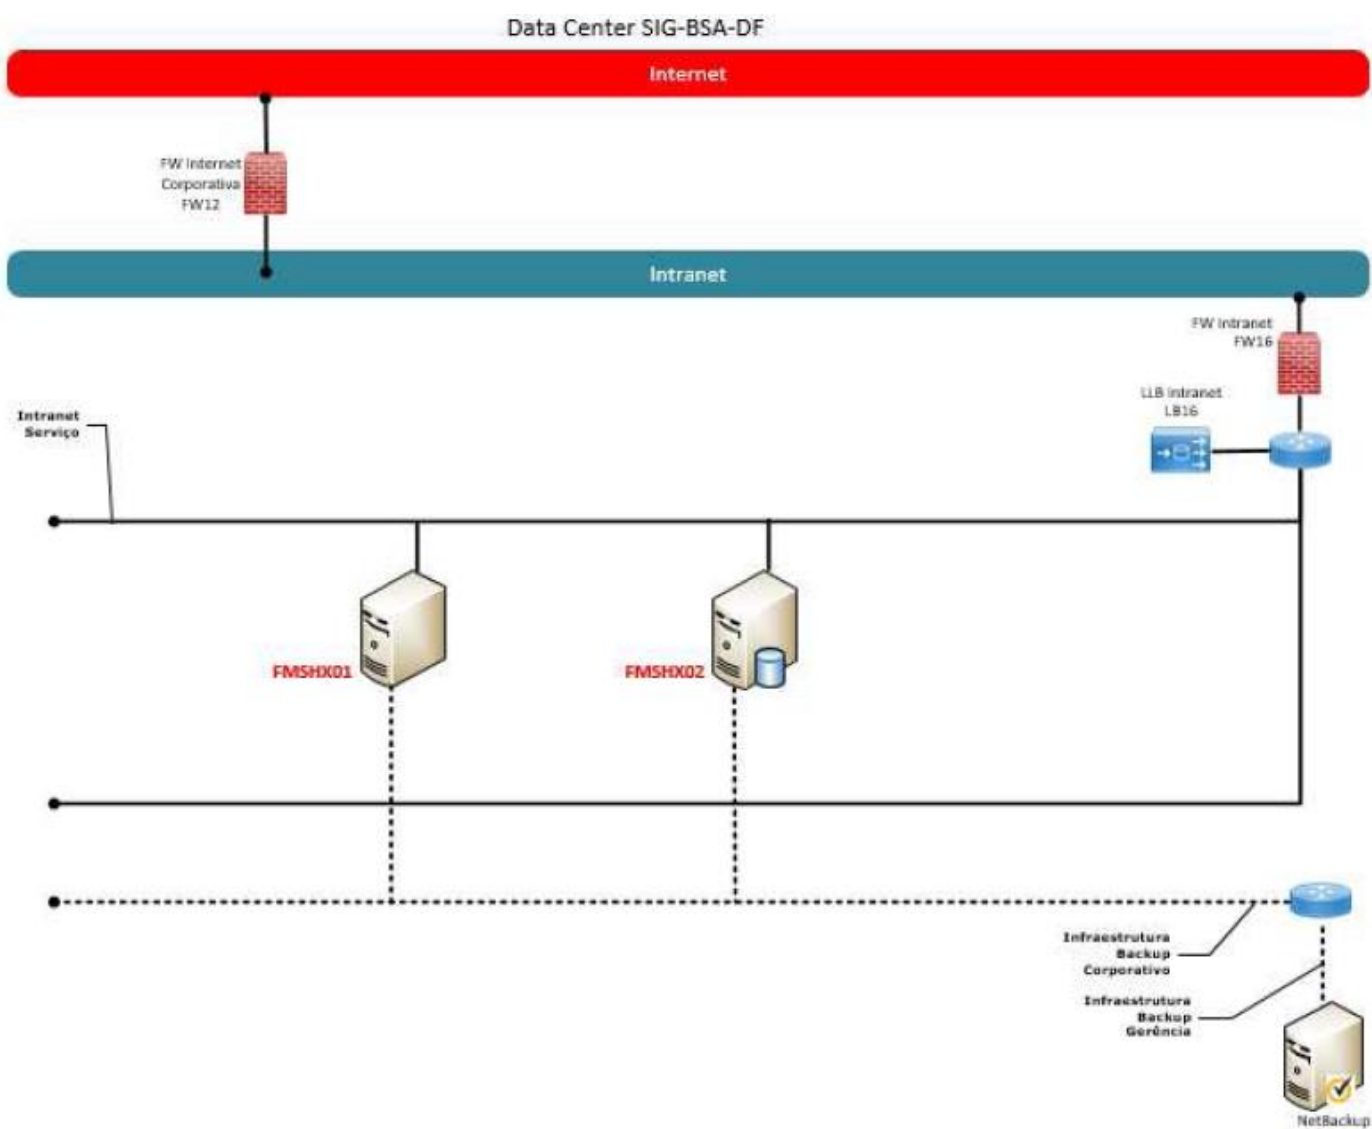 Data Center SIG-BSA-DF
Internet
FW Internet
Corporativa
FW12
Intranet
FW Intranet
FW16
LLB Intranet
LB16
Intranet
Serviço
FMSHX01
FMSHX02
Infraestrutura
Backup
Corporativo
Infraestrutura
Backup
Gerência
NetBackup